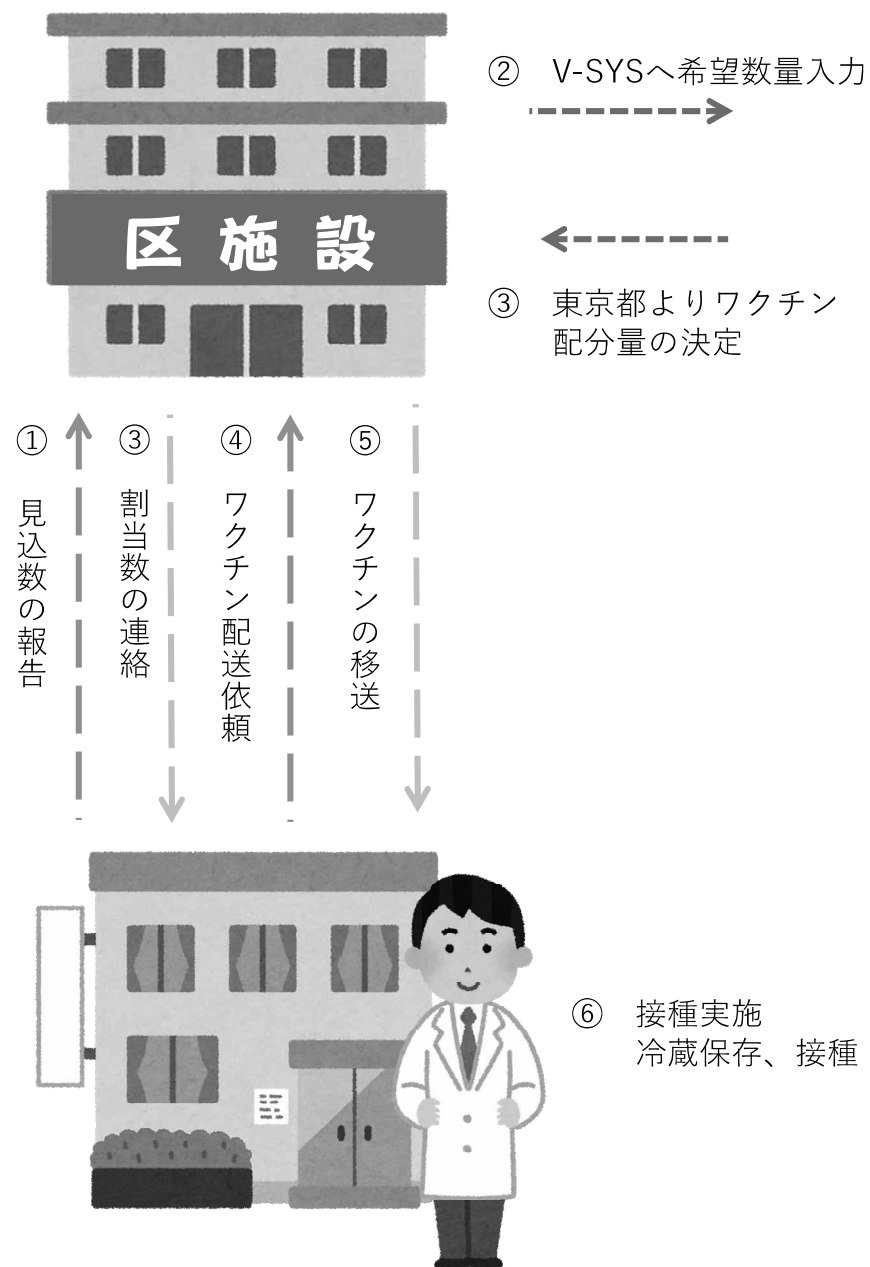 ② V-SYSへ希望数量入力
区施設
③ 東京都よりワクチン
配分量の決定
① 見込数の報告
③ 割当数の連絡
④ ワクチン配送依頼
⑤ ワクチンの移送
⑥ 接種実施
冷蔵保存、接種